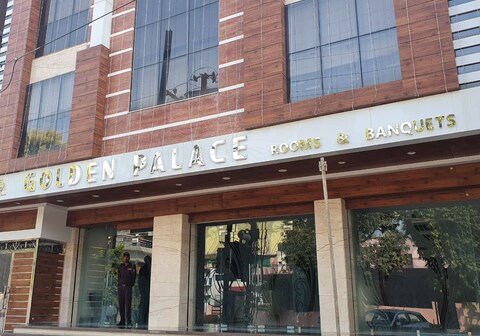 GOLDEN PALACE ROOMS & BANQUETS